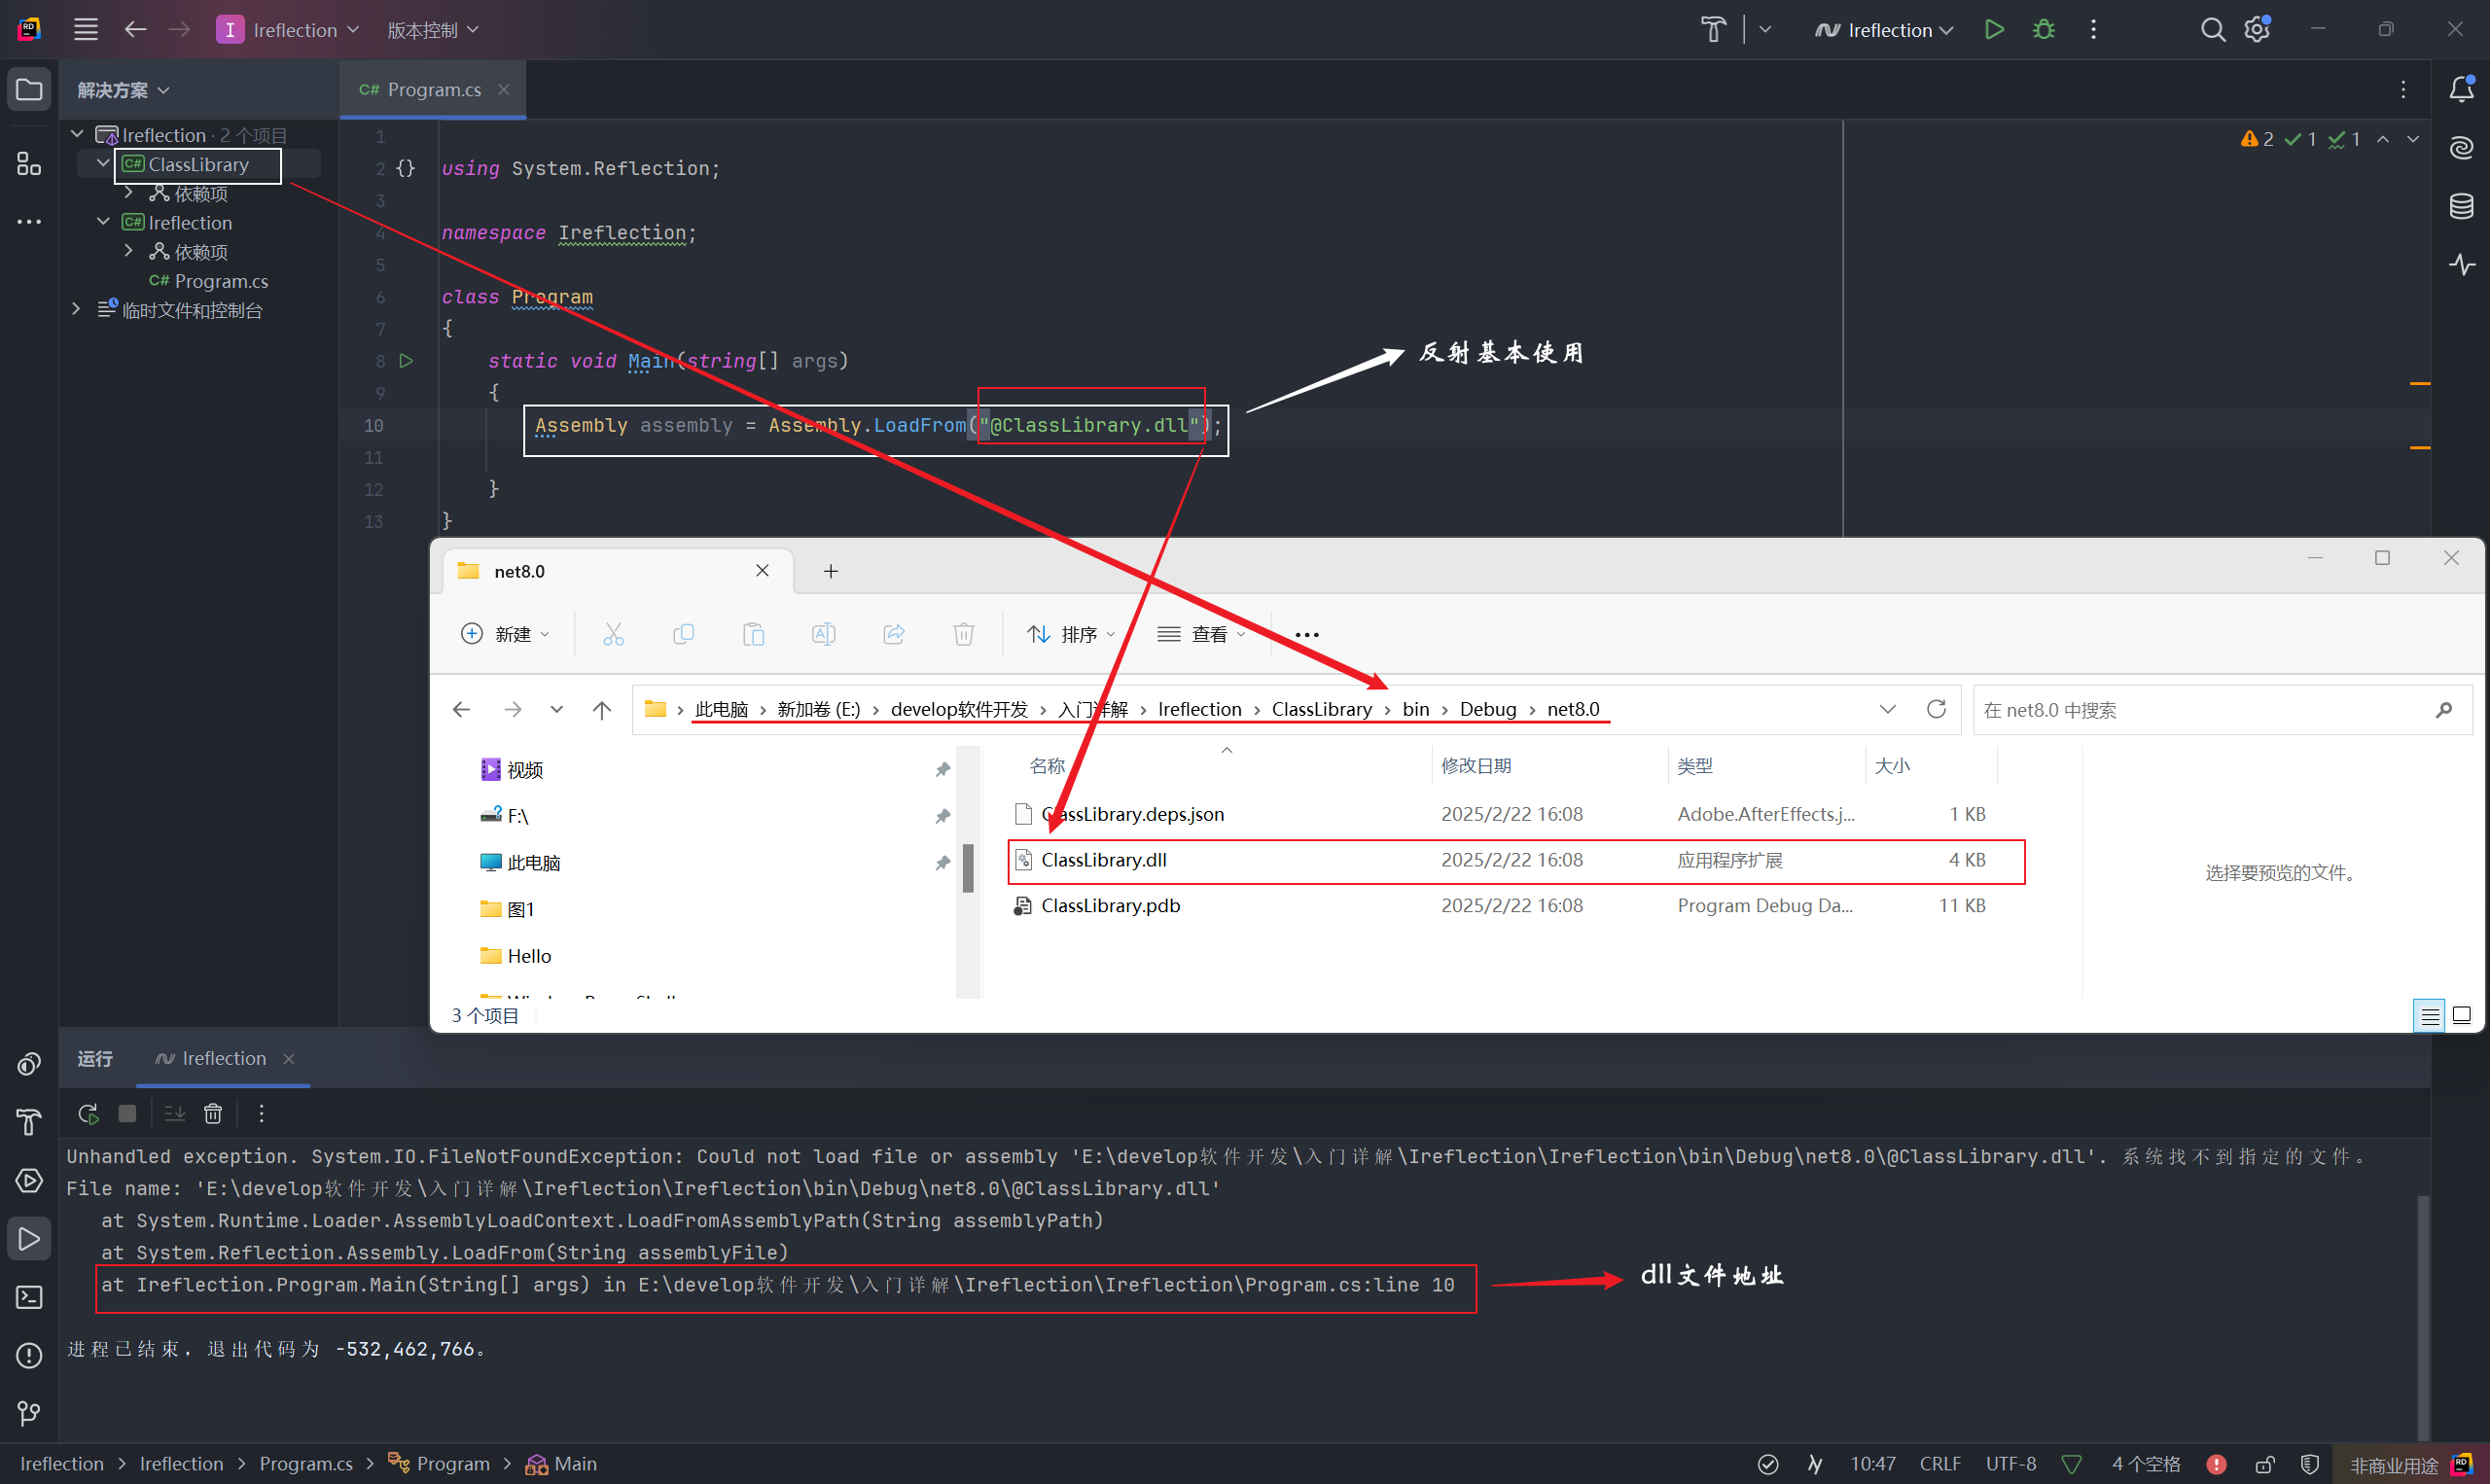 Ireflection
版本控制
Ireflection
解决方案
C# Program.cs
Ireflection · 2 个项目
C# ClassLibrary
依赖项
C# Ireflection
依赖项
C# Program.cs
临时文件和控制台
2 1 1
1
2 {} using System.Reflection;
3
4 namespace Ireflection;
5
6 class Program
7 {
8 static void Main(string[] args)
9 {
10 Assembly assembly = Assembly.LoadFrom("@ClassLibrary.dll");
11
12 }
13 }
反射基本使用
net8.0
新建
排序
查看
此电脑 › 新加卷 (E:) › develop软件开发 › 入门详解 › Ireflection › ClassLibrary › bin › Debug › net8.0
在 net8.0 中搜索
视频
F:\
此电脑
图1
Hello
名称 修改日期 类型 大小
ClassLibrary.deps.json 2025/2/22 16:08 Adobe.AfterEffects.j... 1 KB
ClassLibrary.dll 2025/2/22 16:08 应用程序扩展 4 KB
ClassLibrary.pdb 2025/2/22 16:08 Program Debug Da... 11 KB
选择要预览的文件。
3 个项目
运行
Ireflection
Unhandled exception. System.IO.FileNotFoundException: Could not load file or assembly 'E:\develop软件开发\入门详解\Ireflection\Ireflection\bin\Debug\net8.0\@ClassLibrary.dll'. 系统找不到指定的文件。
File name: 'E:\develop软件开发\入门详解\Ireflection\Ireflection\bin\Debug\net8.0\@ClassLibrary.dll'
at System.Runtime.Loader.AssemblyLoadContext.LoadFromAssemblyPath(String assemblyPath)
at System.Reflection.Assembly.LoadFrom(String assemblyFile)
at Ireflection.Program.Main(String[] args) in E:\develop软件开发\入门详解\Ireflection\Ireflection\Program.cs:line 10
dll文件地址
进程已结束，退出代码为 -532,462,766。
Ireflection › Ireflection › Program.cs › Program › Main
10:47 CRLF UTF-8 4 个空格 非商业用途